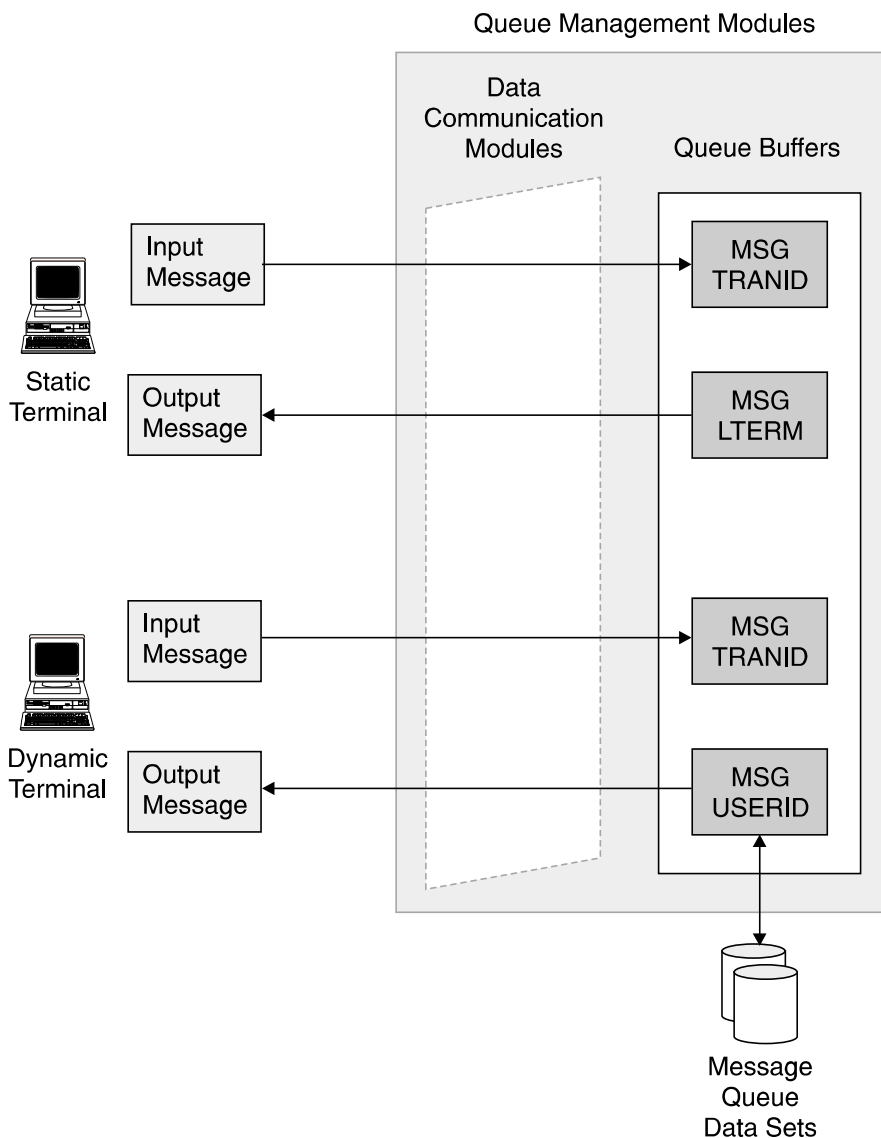 Queue Management Modules
Data
Communication
Modules
Queue Buffers
Input
Message
MSG
TRANID
Static
Terminal
Output
Message
MSG
LTERM
Input
Message
MSG
TRANID
Dynamic
Terminal
Output
Message
MSG
USERID
Message
Queue
Data Sets